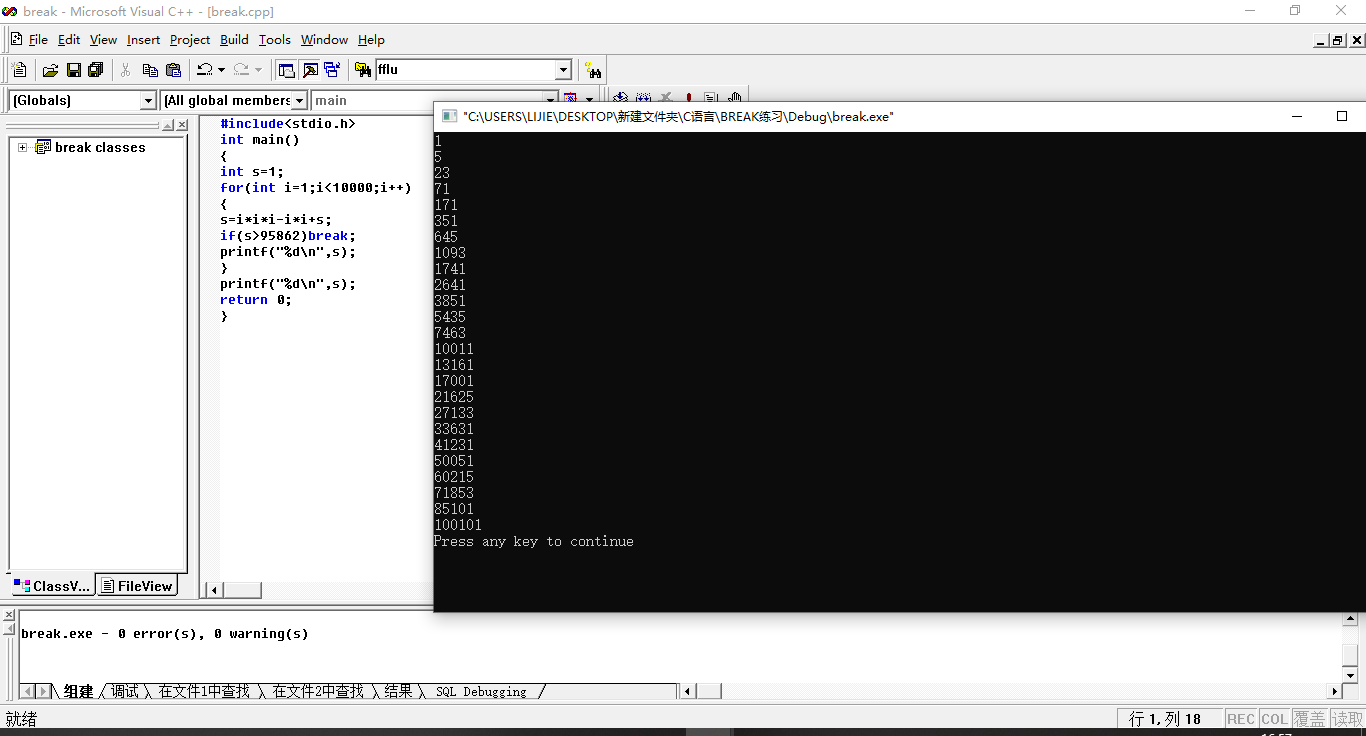 break - Microsoft Visual C++ - [break.cpp]
File Edit View Insert Project Build Tools Window Help
fflu
(Globals) (All global members main
break classes
ClassV... FileView
#include<stdio.h>
int main()
{
int s=1;
for(int i=1;i<10000;i++)
{
s=i*i*i-i*i+s;
if(s>95862)break;
printf("%d\n",s);
}
printf("%d\n",s);
return 0;
}
"C:\USERS\LIJIE\DESKTOP\新建文件夹\C语言\BREAK练习\Debug\break.exe"
1
5
23
71
171
351
645
1093
1741
2641
3851
5435
7463
10011
13161
17001
21625
27133
33631
41231
50051
60215
71853
85101
100101
Press any key to continue
break.exe - 0 error(s), 0 warning(s)
组建 调试 在文件1中查找 在文件2中查找 结果 SQL Debugging
就绪 行 1, 列 18 REC COL 覆盖 读取